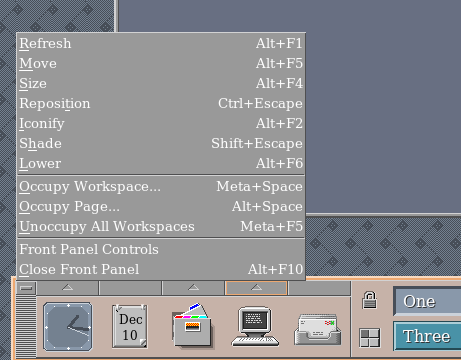 Refresh Alt+F1
Move Alt+F5
Size Alt+F4
Reposition Ctrl+Escape
Iconify Alt+F2
Shade Shift+Escape
Lower Alt+F6
Occupy Workspace... Meta+Space
Occupy Page... Alt+Space
Unoccupy All Workspaces Meta+F5
Front Panel Controls
Close Front Panel Alt+F10
One
Dec
10
Three